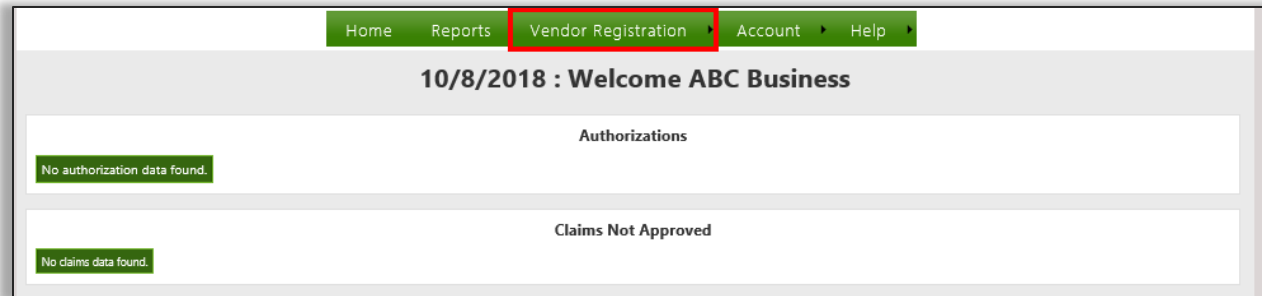 Home Reports Vendor Registration Account Help
10/8/2018 : Welcome ABC Business
Authorizations
No authorization data found.
Claims Not Approved
No claims data found.